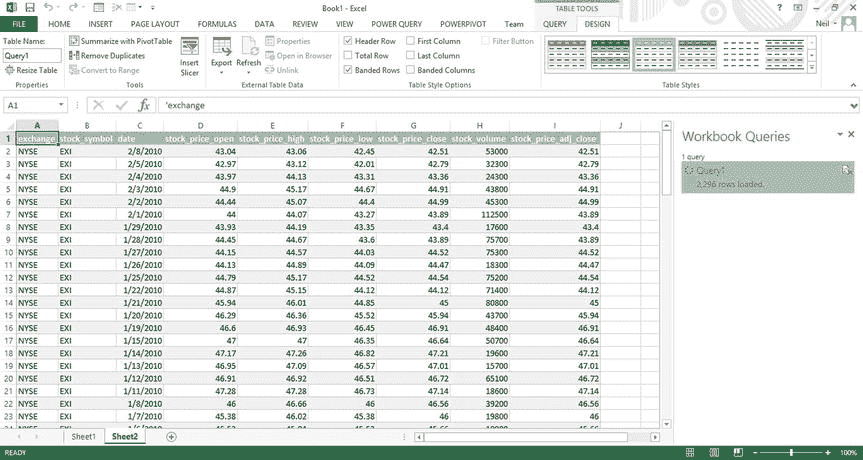 Book1 - Excel
TABLE TOOLS
FILE HOME INSERT PAGE LAYOUT FORMULAS DATA REVIEW VIEW POWER QUERY POWERPIVOT Team QUERY DESIGN Neil
Table Name:
Query1
Resize Table
Properties
Summarize with PivotTable
Remove Duplicates
Convert to Range
Tools
Insert
Slicer
Export
Refresh
Properties
Open in Browser
Unlink
External Table Data
Header Row
Total Row
Banded Rows
First Column
Last Column
Banded Columns
Filter Button
Table Style Options
Table Styles
A1 fx 'exchange
A B C D E F G H I J
1 exchange stock_symbol date stock_price_open stock_price_high stock_price_low stock_price_close stock_volume stock_price_adj_close
2 NYSE EXI 2/8/2010 43.04 43.06 42.45 42.51 53000 42.51
3 NYSE EXI 2/5/2010 42.97 43.12 42.01 42.79 32300 42.79
4 NYSE EXI 2/4/2010 44.97 44.13 43.31 43.36 24300 43.36
5 NYSE EXI 2/3/2010 44.9 45.17 44.67 44.91 43800 44.91
6 NYSE EXI 2/2/2010 44.44 45.07 44.4 44.99 45300 44.99
7 NYSE EXI 2/1/2010 44 44.07 43.27 43.89 112500 43.89
8 NYSE EXI 1/29/2010 43.93 44.19 43.35 43.4 17600 43.4
9 NYSE EXI 1/28/2010 44.45 44.67 43.6 43.89 75700 43.89
10 NYSE EXI 1/27/2010 44.15 44.57 44.03 44.52 75300 44.52
11 NYSE EXI 1/26/2010 44.13 44.89 44.09 44.47 18300 44.47
12 NYSE EXI 1/25/2010 44.79 45.17 44.52 44.54 75200 44.54
13 NYSE EXI 1/22/2010 44.87 45.15 44.12 44.12 71400 44.12
14 NYSE EXI 1/21/2010 45.94 46.01 44.85 45 80800 45
15 NYSE EXI 1/20/2010 46.29 46.36 45.52 45.94 43700 45.94
16 NYSE EXI 1/19/2010 46.6 46.93 46.45 46.91 48400 46.91
17 NYSE EXI 1/15/2010 47 47 46.35 46.64 50700 46.64
18 NYSE EXI 1/14/2010 47.17 47.26 46.82 47.21 19600 47.21
19 NYSE EXI 1/13/2010 46.95 47.09 46.57 47.01 15700 47.01
20 NYSE EXI 1/12/2010 46.91 46.92 46.51 46.72 65100 46.72
21 NYSE EXI 1/11/2010 47.28 47.28 46.73 47.14 18600 47.14
22 NYSE EXI 1/8/2010 46 46.66 46 46.56 39200 46.56
23 NYSE EXI 1/7/2010 45.38 46.02 45.38 46 19800 46
Workbook Queries
1 query
Query1
2,296 rows loaded.
Sheet1 Sheet2
READY 100%